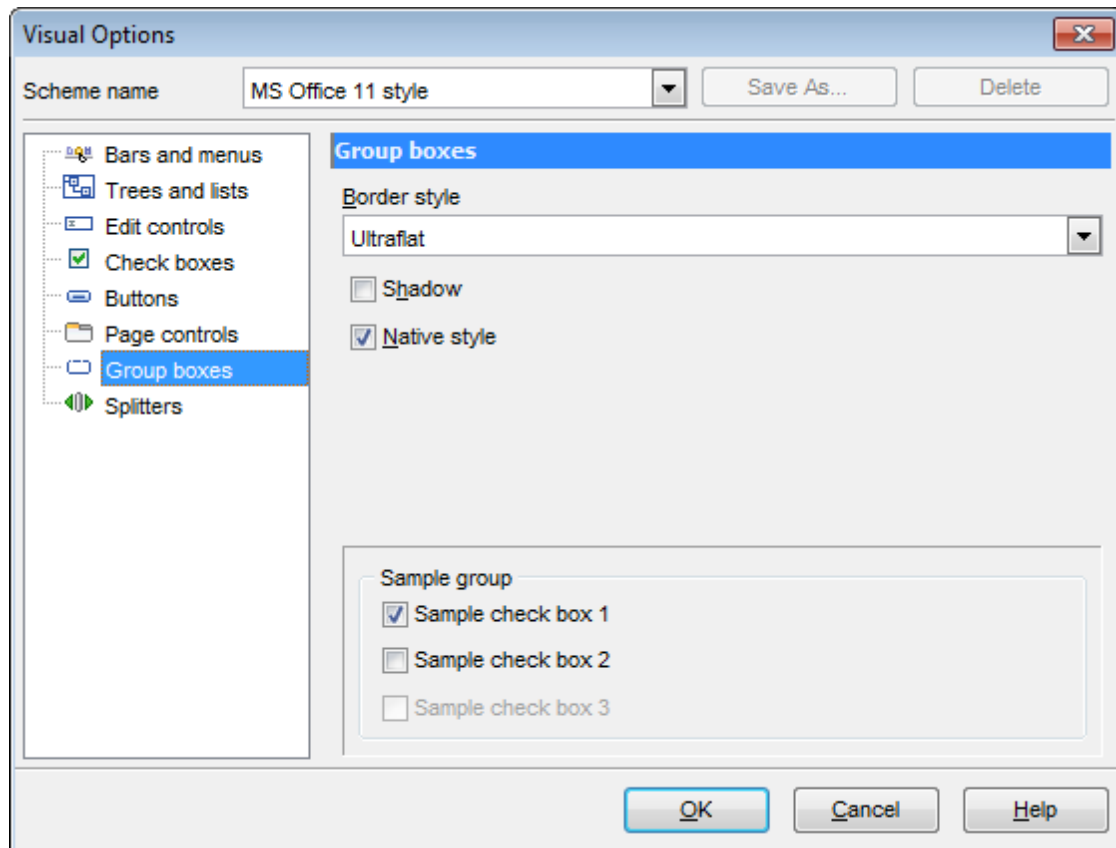 Visual Options
Scheme name MS Office 11 style Save As... Delete
Bars and menus
Trees and lists
Edit controls
Check boxes
Buttons
Page controls
Group boxes
Splitters
Group boxes
Border style
Ultraflat
Shadow
Native style
Sample group
Sample check box 1
Sample check box 2
Sample check box 3
OK Cancel Help